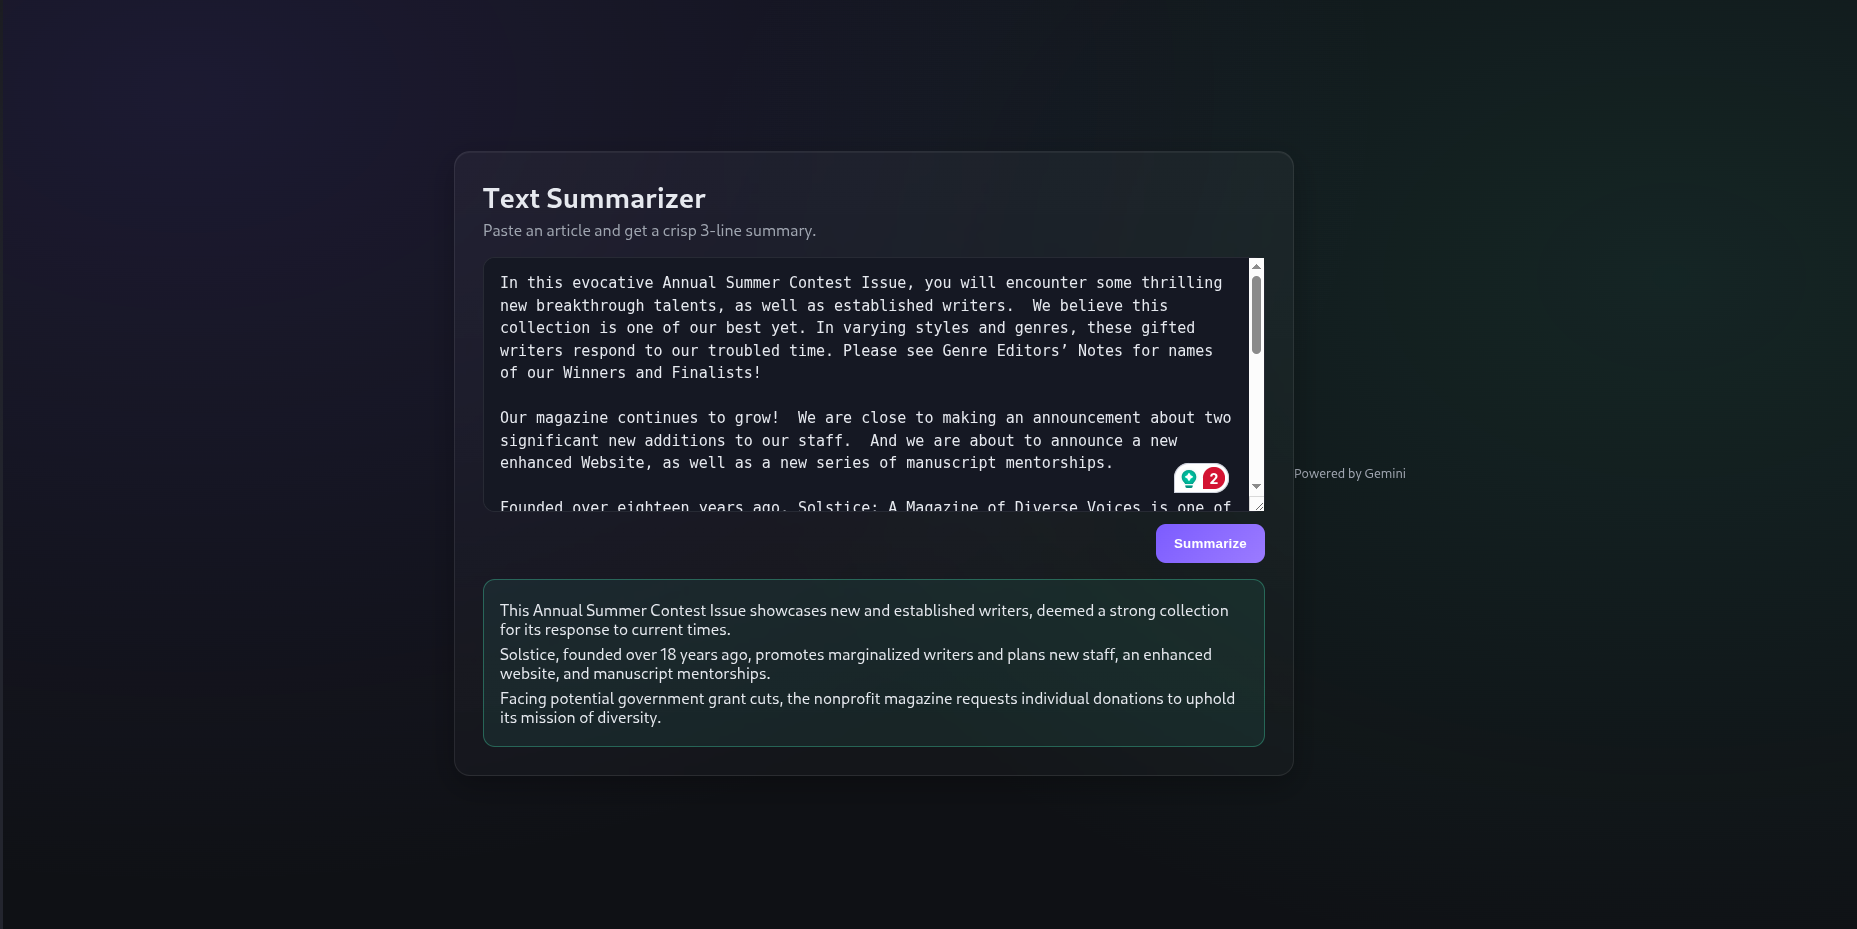 Text Summarizer
Paste an article and get a crisp 3-line summary.
In this evocative Annual Summer Contest Issue, you will encounter some thrilling
new breakthrough talents, as well as established writers.  We believe this
collection is one of our best yet. In varying styles and genres, these gifted
writers respond to our troubled time. Please see Genre Editors’ Notes for names
of our Winners and Finalists!
Our magazine continues to grow!  We are close to making an announcement about two
significant new additions to our staff.  And we are about to announce a new
enhanced Website, as well as a new series of manuscript mentorships.
2
Powered by Gemini
Founded over eighteen years ago, Solstice: A Magazine of Diverse Voices is one of
Summarize
This Annual Summer Contest Issue showcases new and established writers, deemed a strong collection
for its response to current times.
Solstice, founded over 18 years ago, promotes marginalized writers and plans new staff, an enhanced
website, and manuscript mentorships.
Facing potential government grant cuts, the nonprofit magazine requests individual donations to uphold
its mission of diversity.